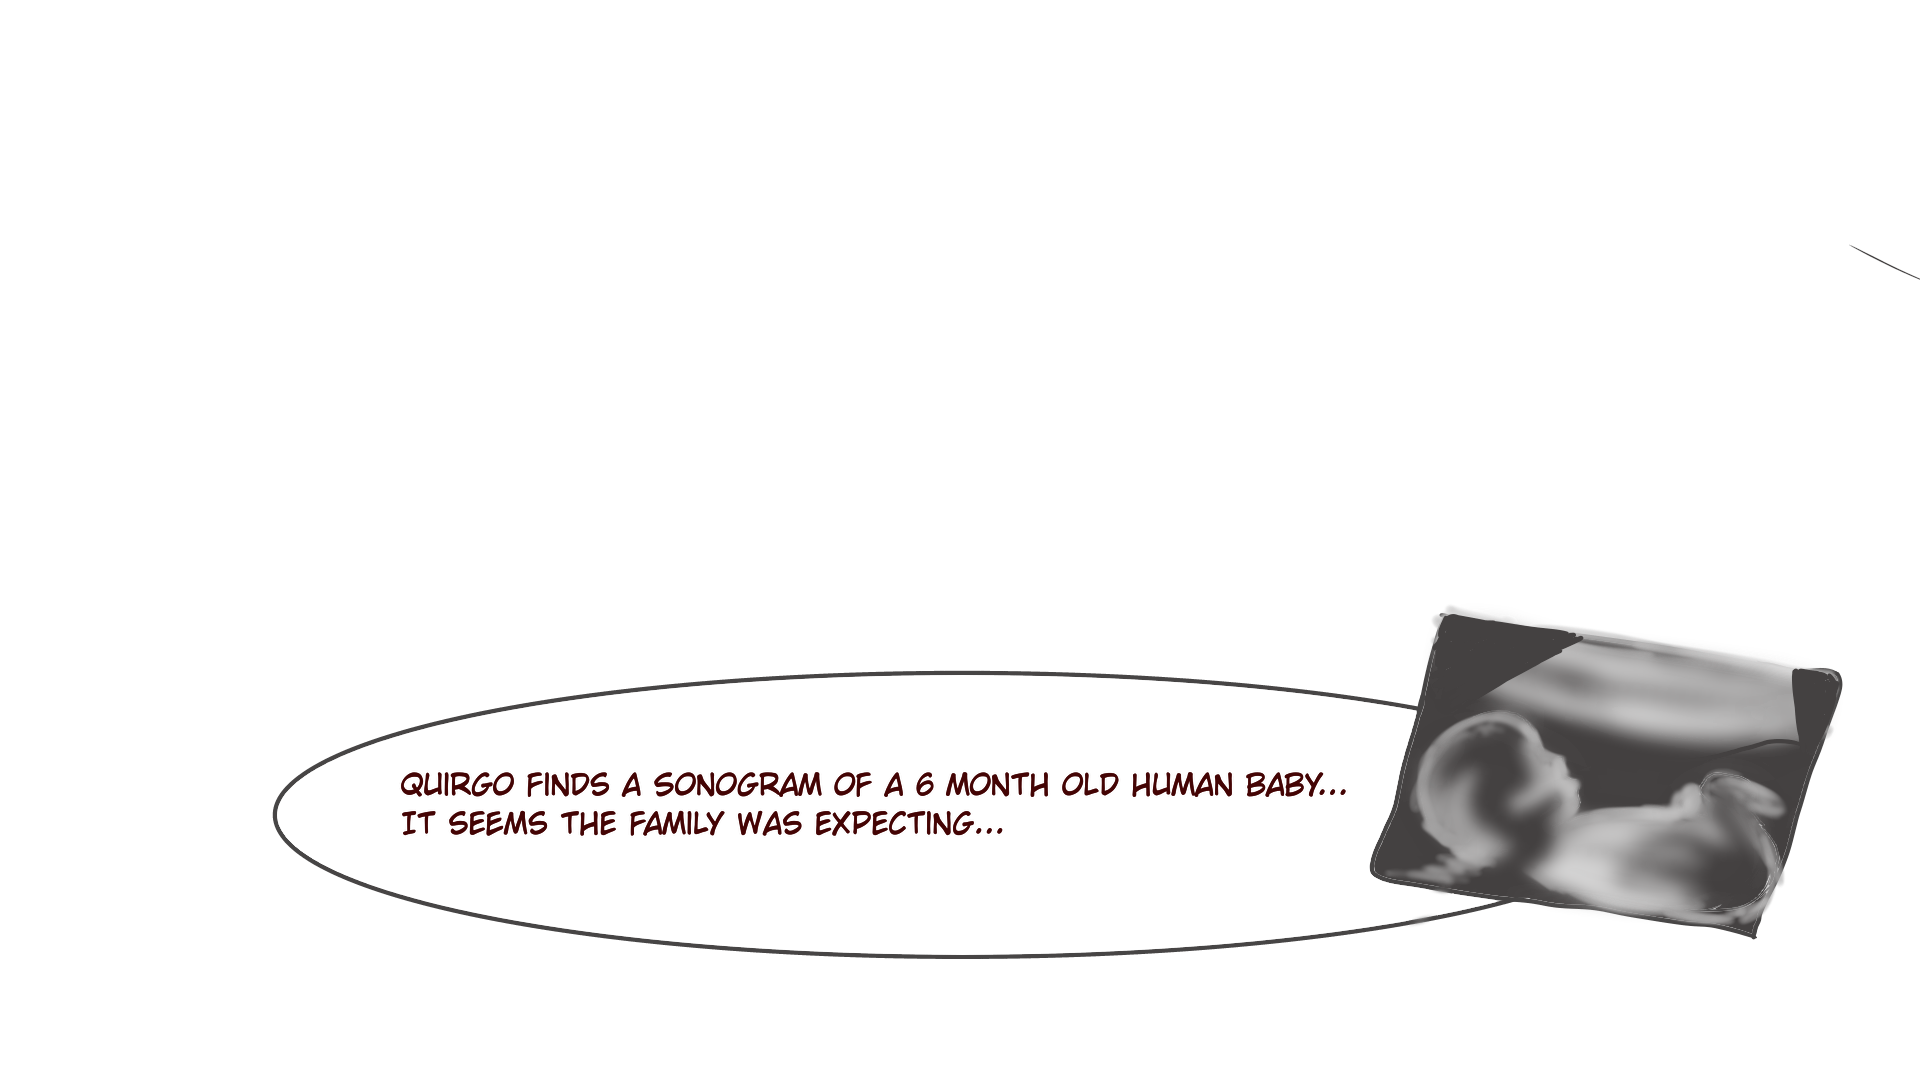 QUIRGO FINDS A SONOGRAM OF A 6 MONTH OLD HUMAN BABY...
IT SEEMS THE FAMILY WAS EXPECTING...